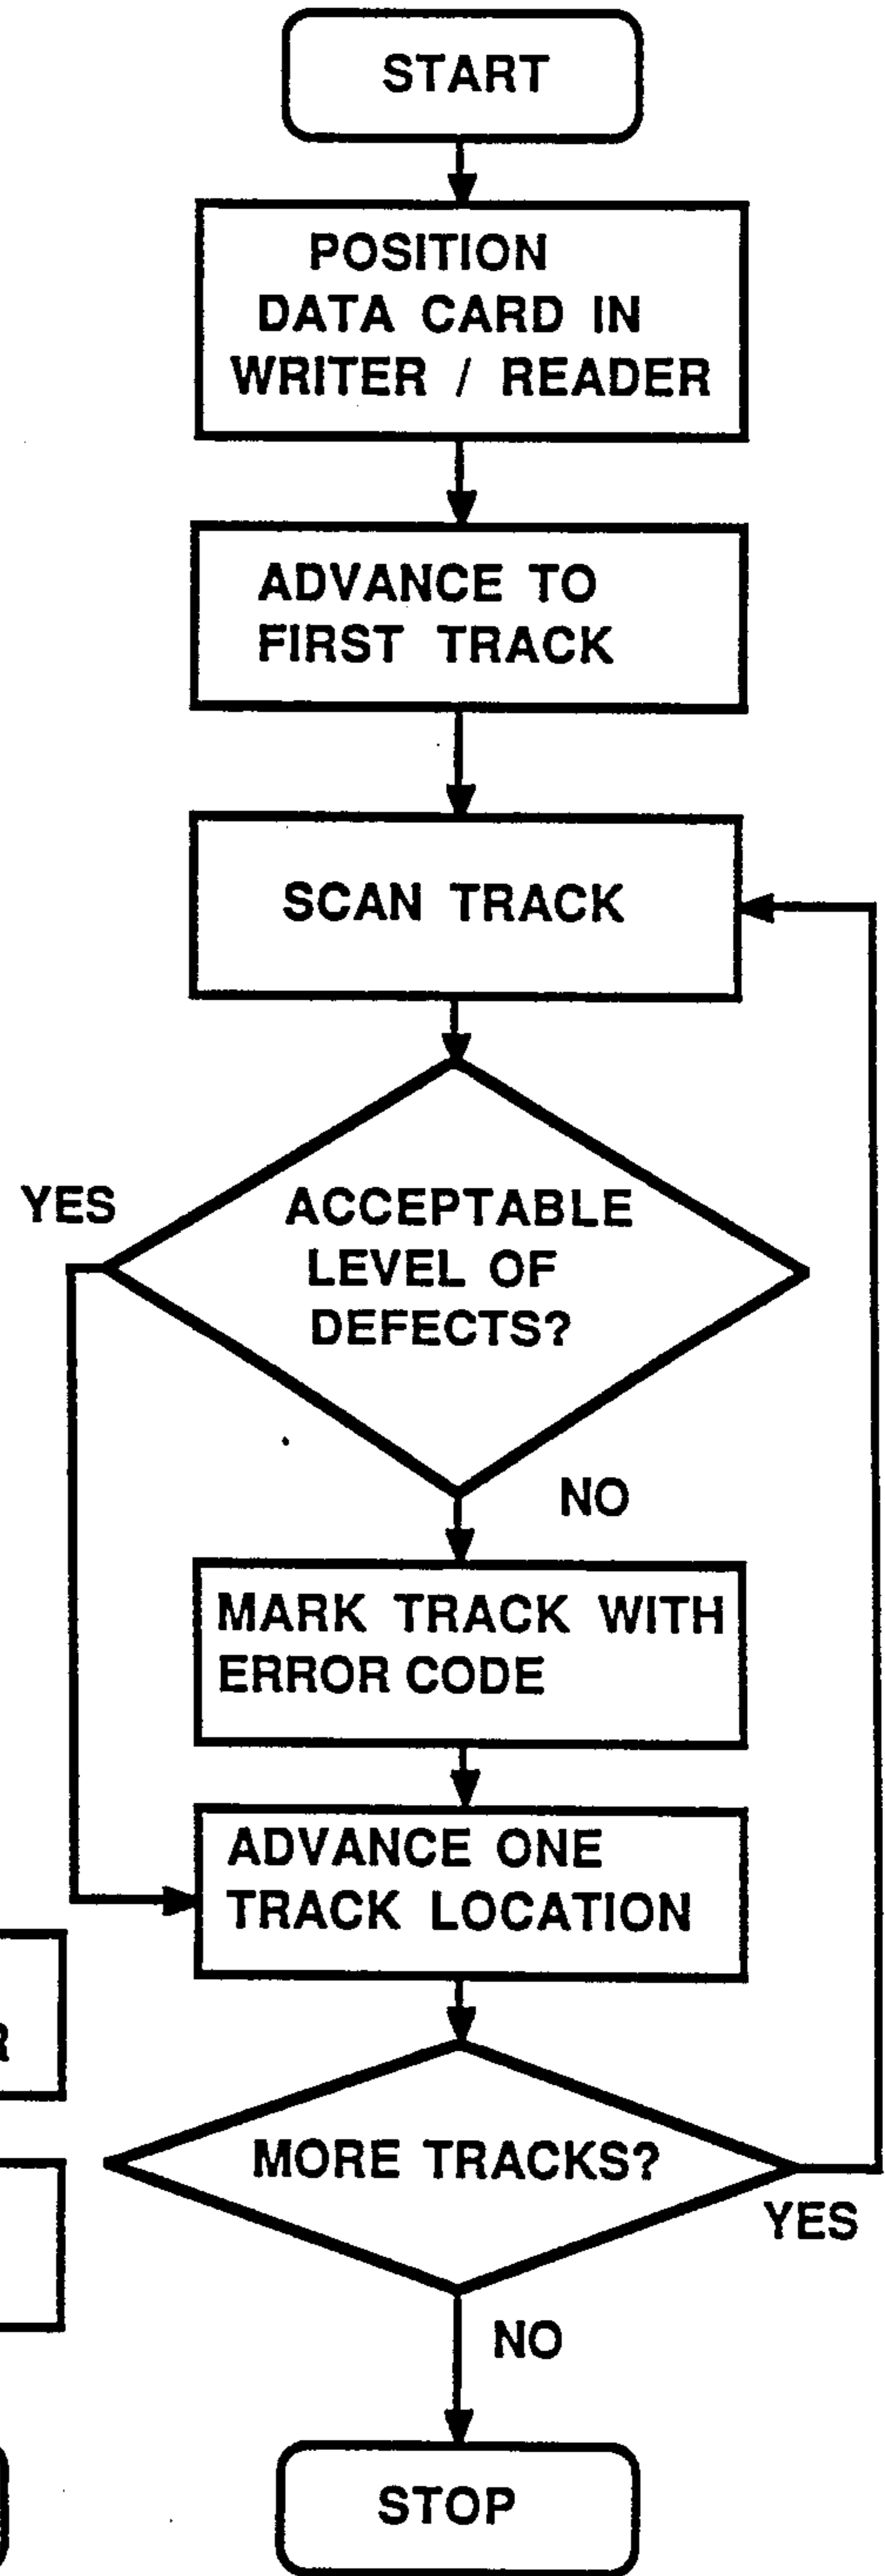 START
POSITION
DATA CARD IN
WRITER / READER
ADVANCE TO
FIRST TRACK
SCAN TRACK
YES
ACCEPTABLE
LEVEL OF
DEFECTS?
NO
MARK TRACK WITH
ERROR CODE
ADVANCE ONE
TRACK LOCATION
MORE TRACKS?
YES
NO
STOP